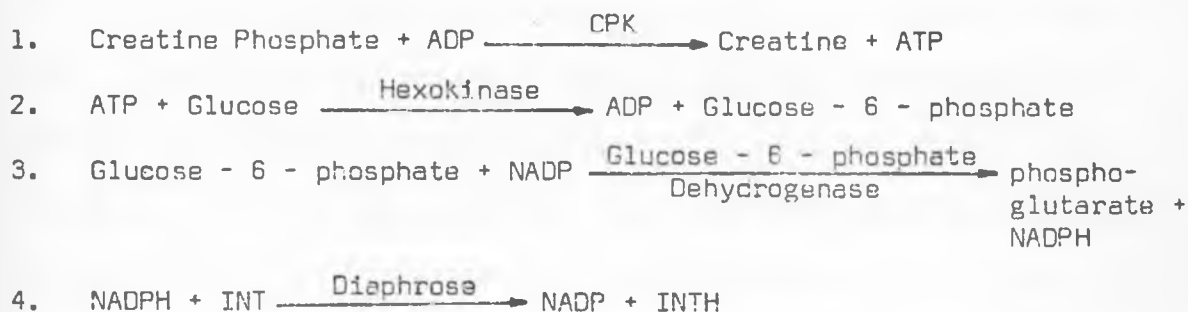 1. Creatine Phosphate + ADP CPK Creatine + ATP
2. ATP + Glucose Hexokinase ADP + Glucose - 6 - phosphate
3. Glucose - 6 - phosphate + NADP Glucose - 6 - phosphate Dehydrogenase phospho-
glutarate +
NADPH
4. NADPH + INT Diaphrose NADP + INTH